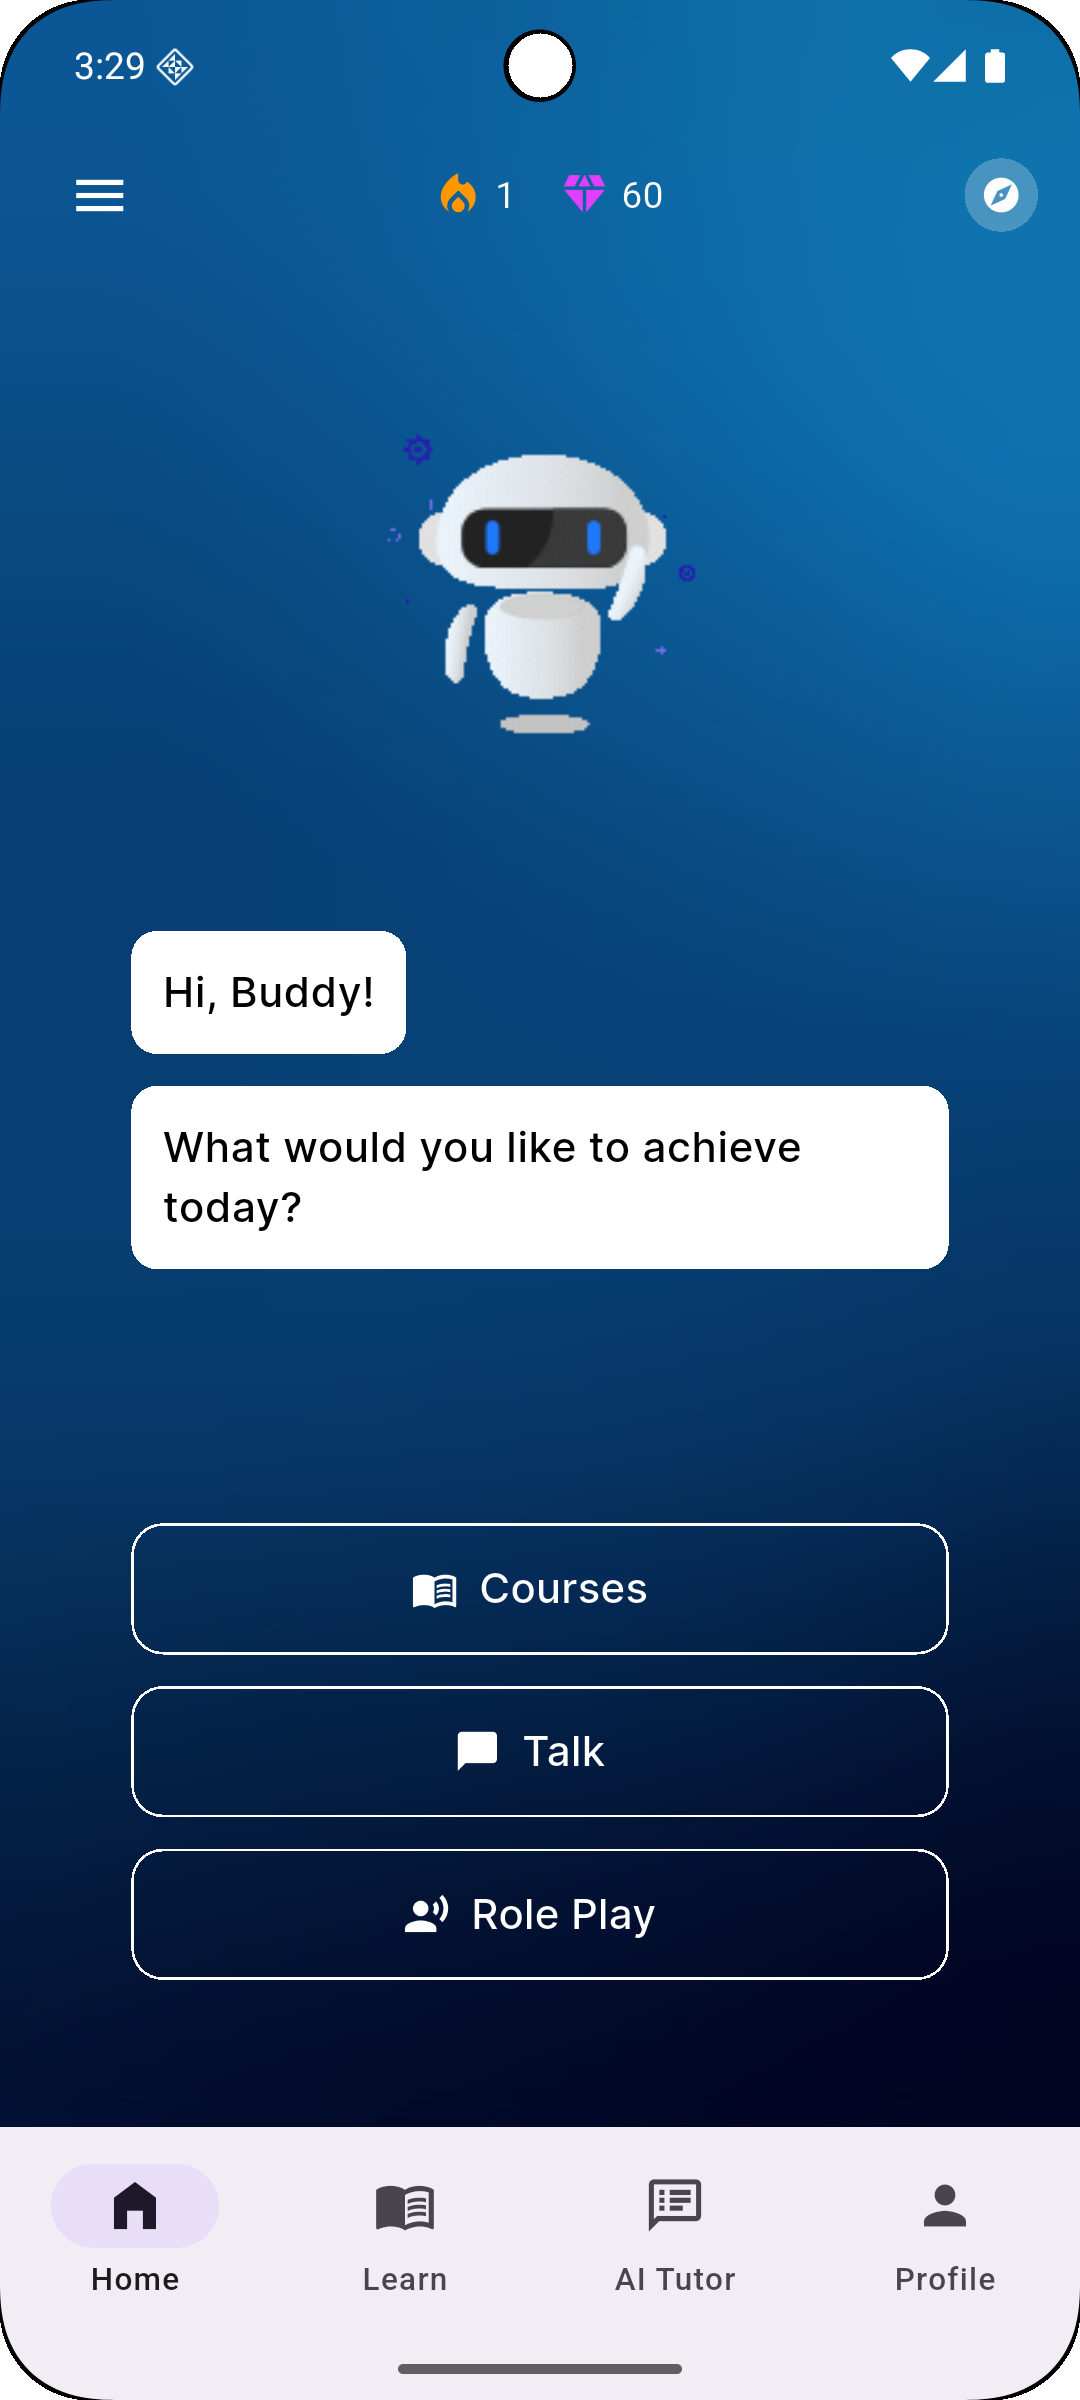 3:29
1
60
Hi, Buddy!
What would you like to achieve
today?
Courses
Talk
Role Play
Home
Learn
AI Tutor
Profile